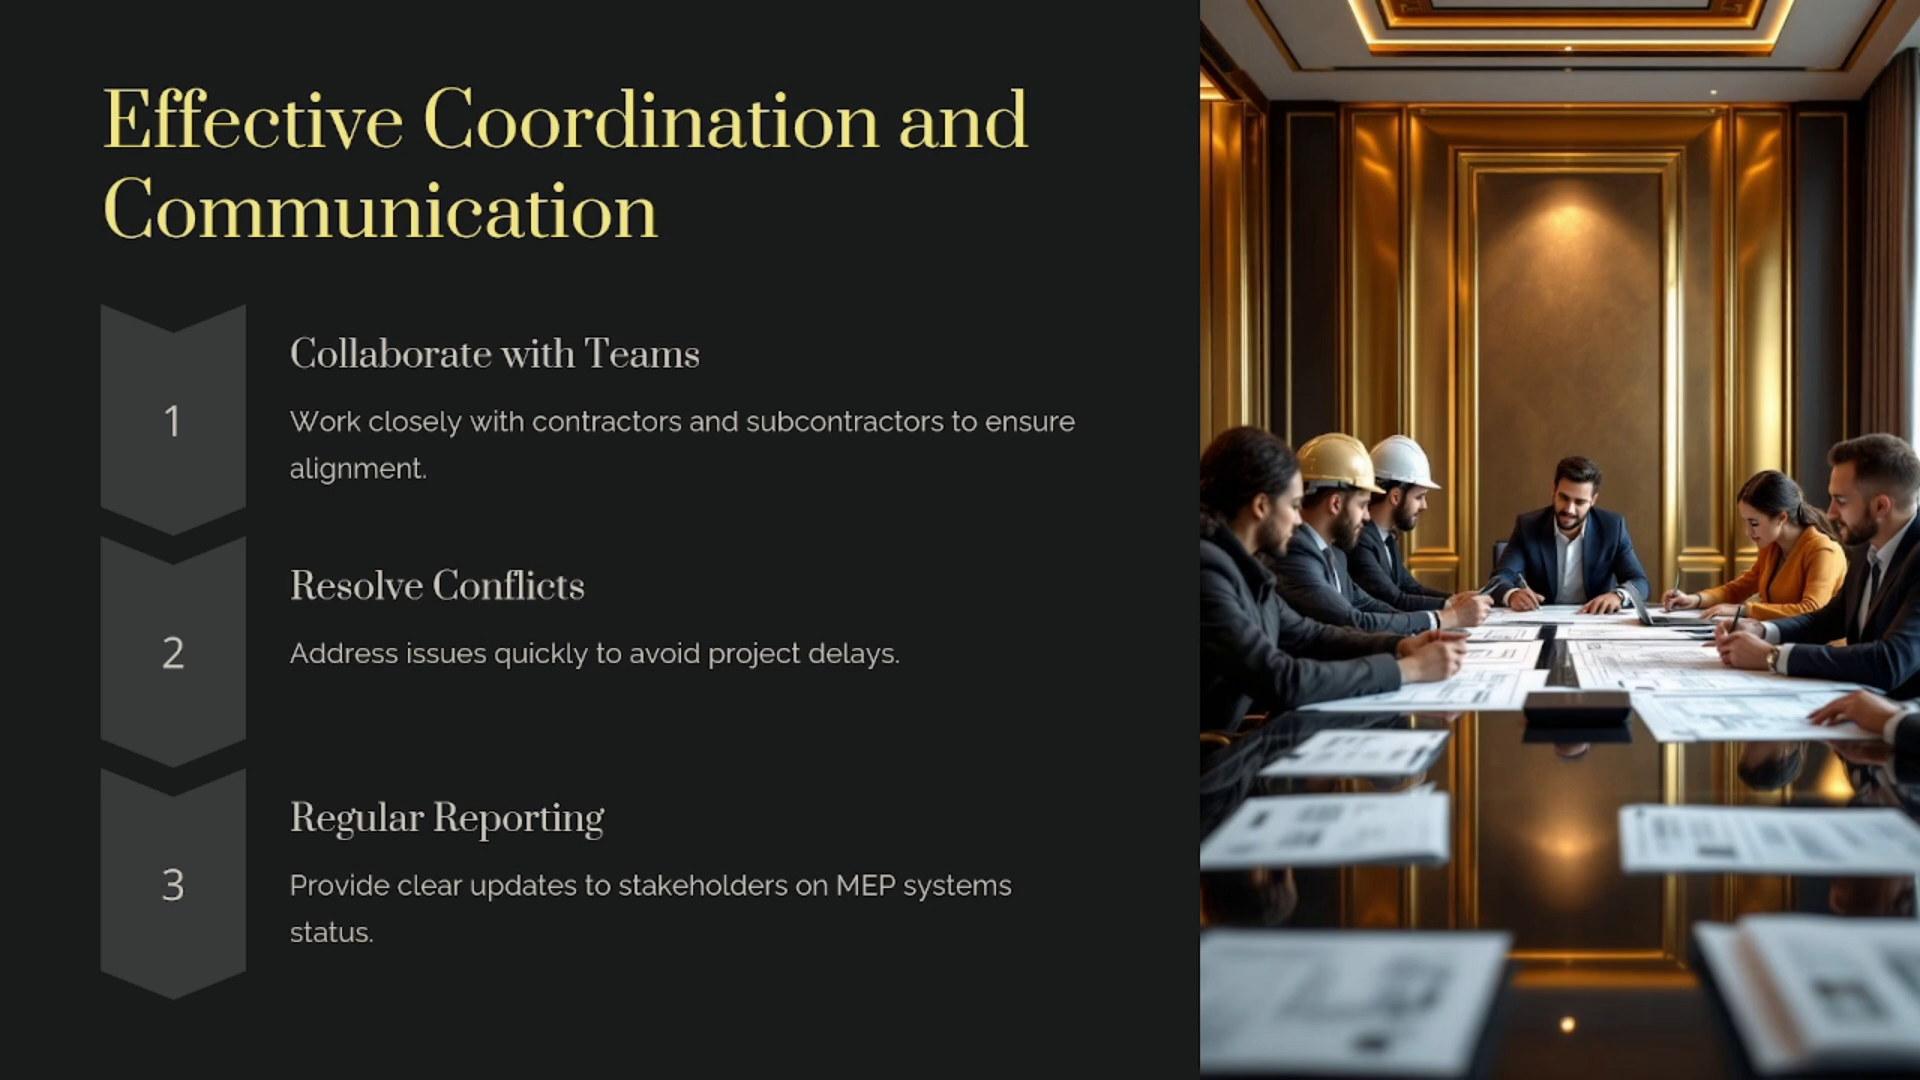 Effective Coordination and
Communication
1
Collaborate with Teams
Work closely with contractors and subcontractors to ensure
alignment.
2
Resolve Conflicts
Address issues quickly to avoid project delays.
3
Regular Reporting
Provide clear updates to stakeholders on MEP systems
status.